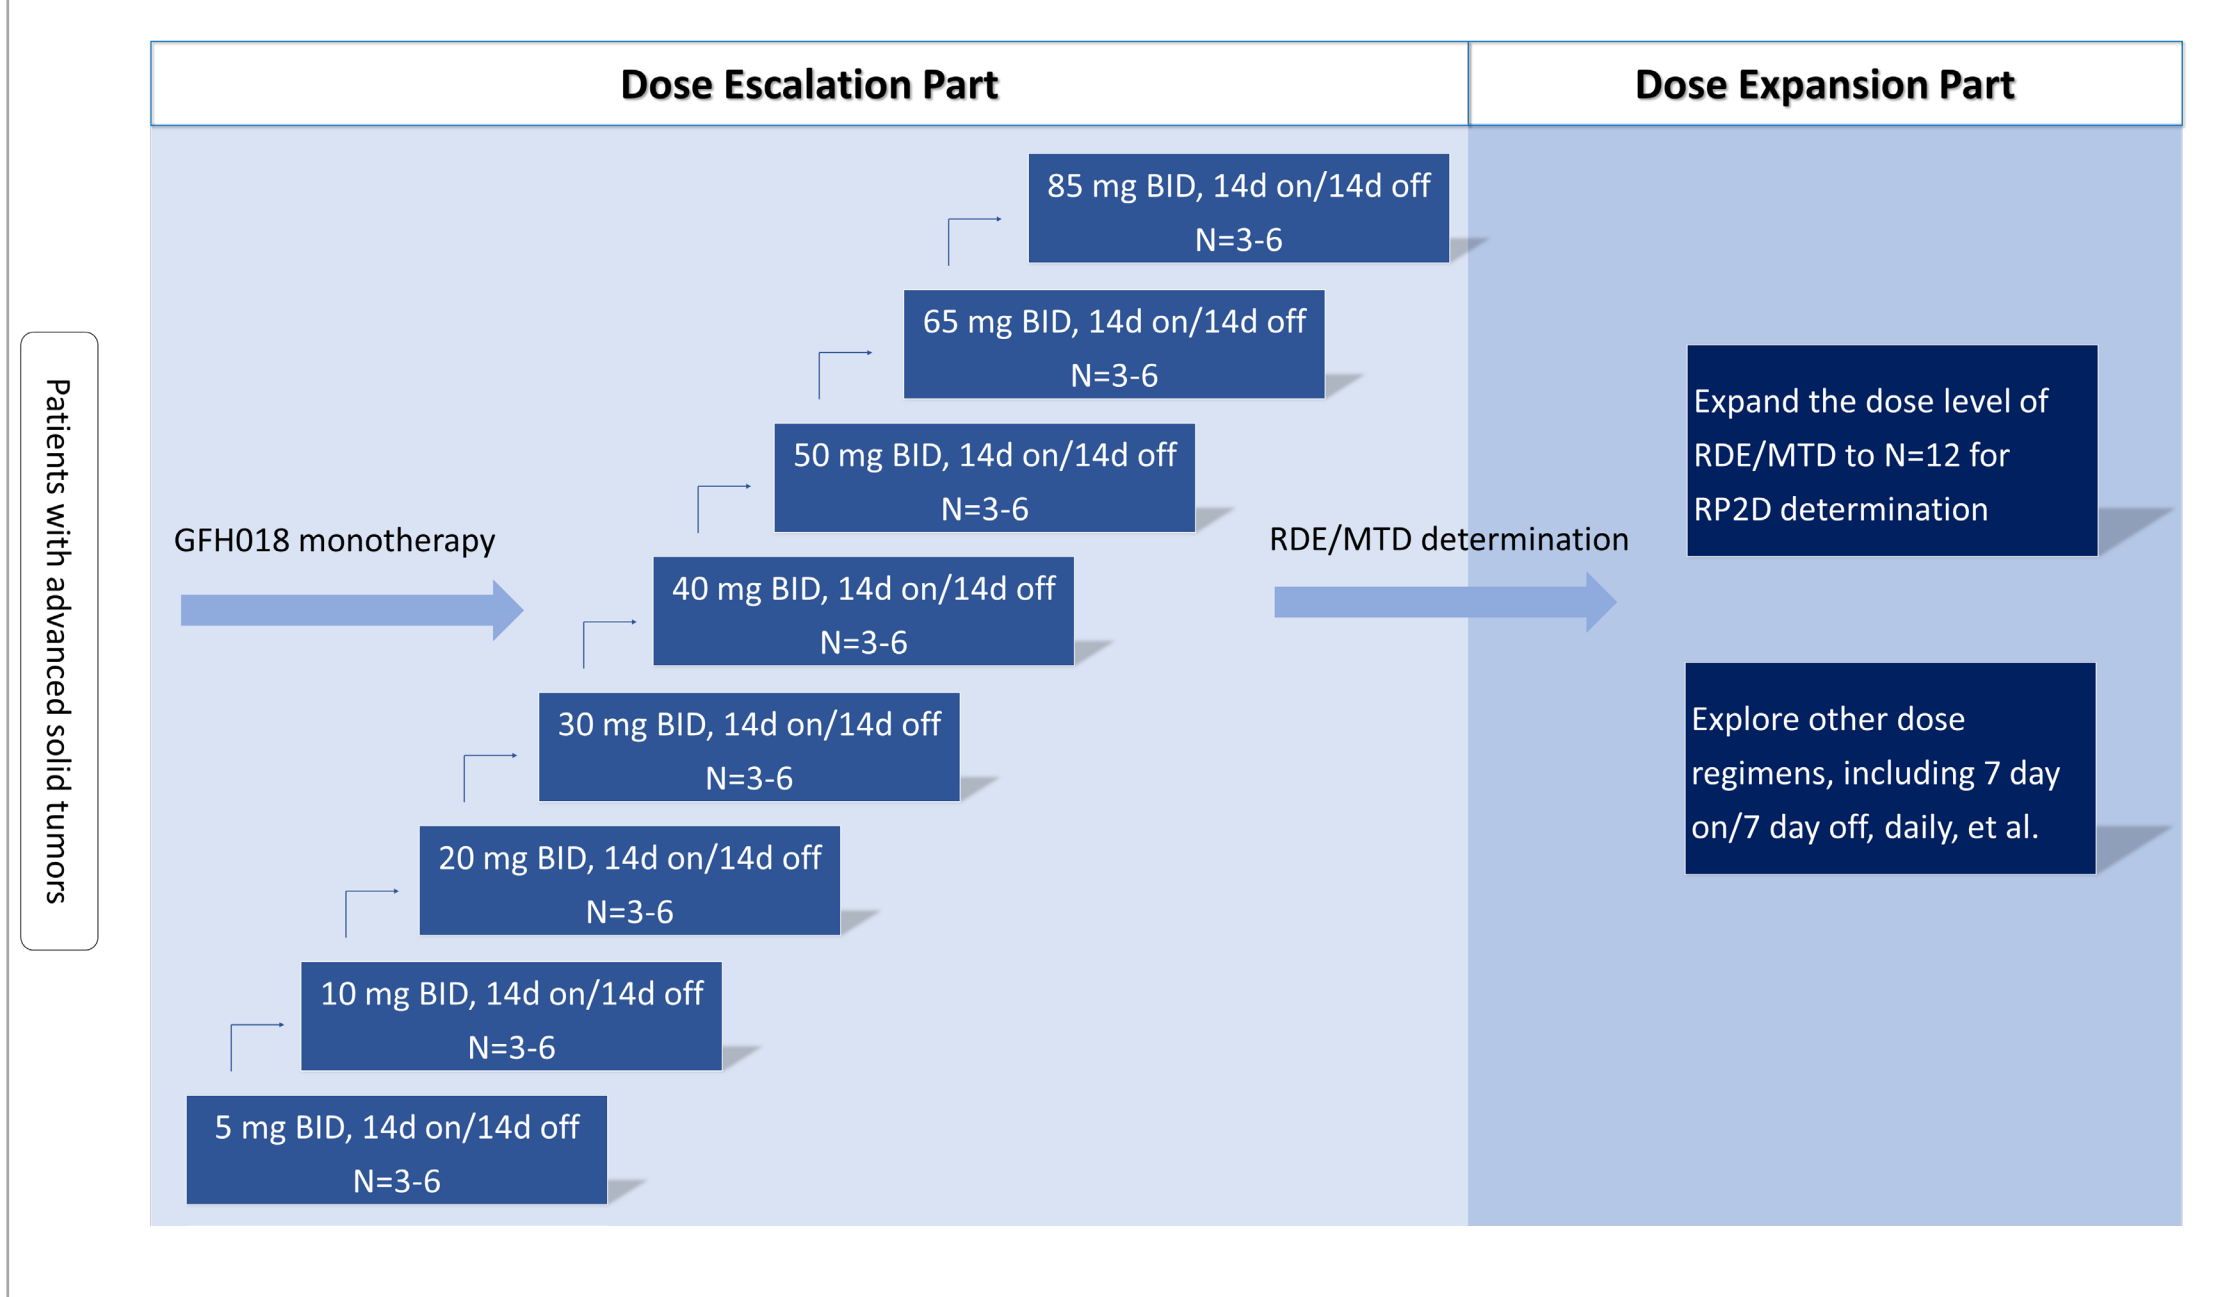 Dose Escalation Part
Dose Expansion Part
Patients with advanced solid tumors
GFH018 monotherapy
85 mg BID, 14d on/14d off
N=3-6
65 mg BID, 14d on/14d off
N=3-6
50 mg BID, 14d on/14d off
N=3-6
40 mg BID, 14d on/14d off
N=3-6
30 mg BID, 14d on/14d off
N=3-6
20 mg BID, 14d on/14d off
N=3-6
10 mg BID, 14d on/14d off
N=3-6
5 mg BID, 14d on/14d off
N=3-6
RDE/MTD determination
Expand the dose level of
RDE/MTD to N=12 for
RP2D determination
Explore other dose
regimens, including 7 day
on/7 day off, daily, et al.